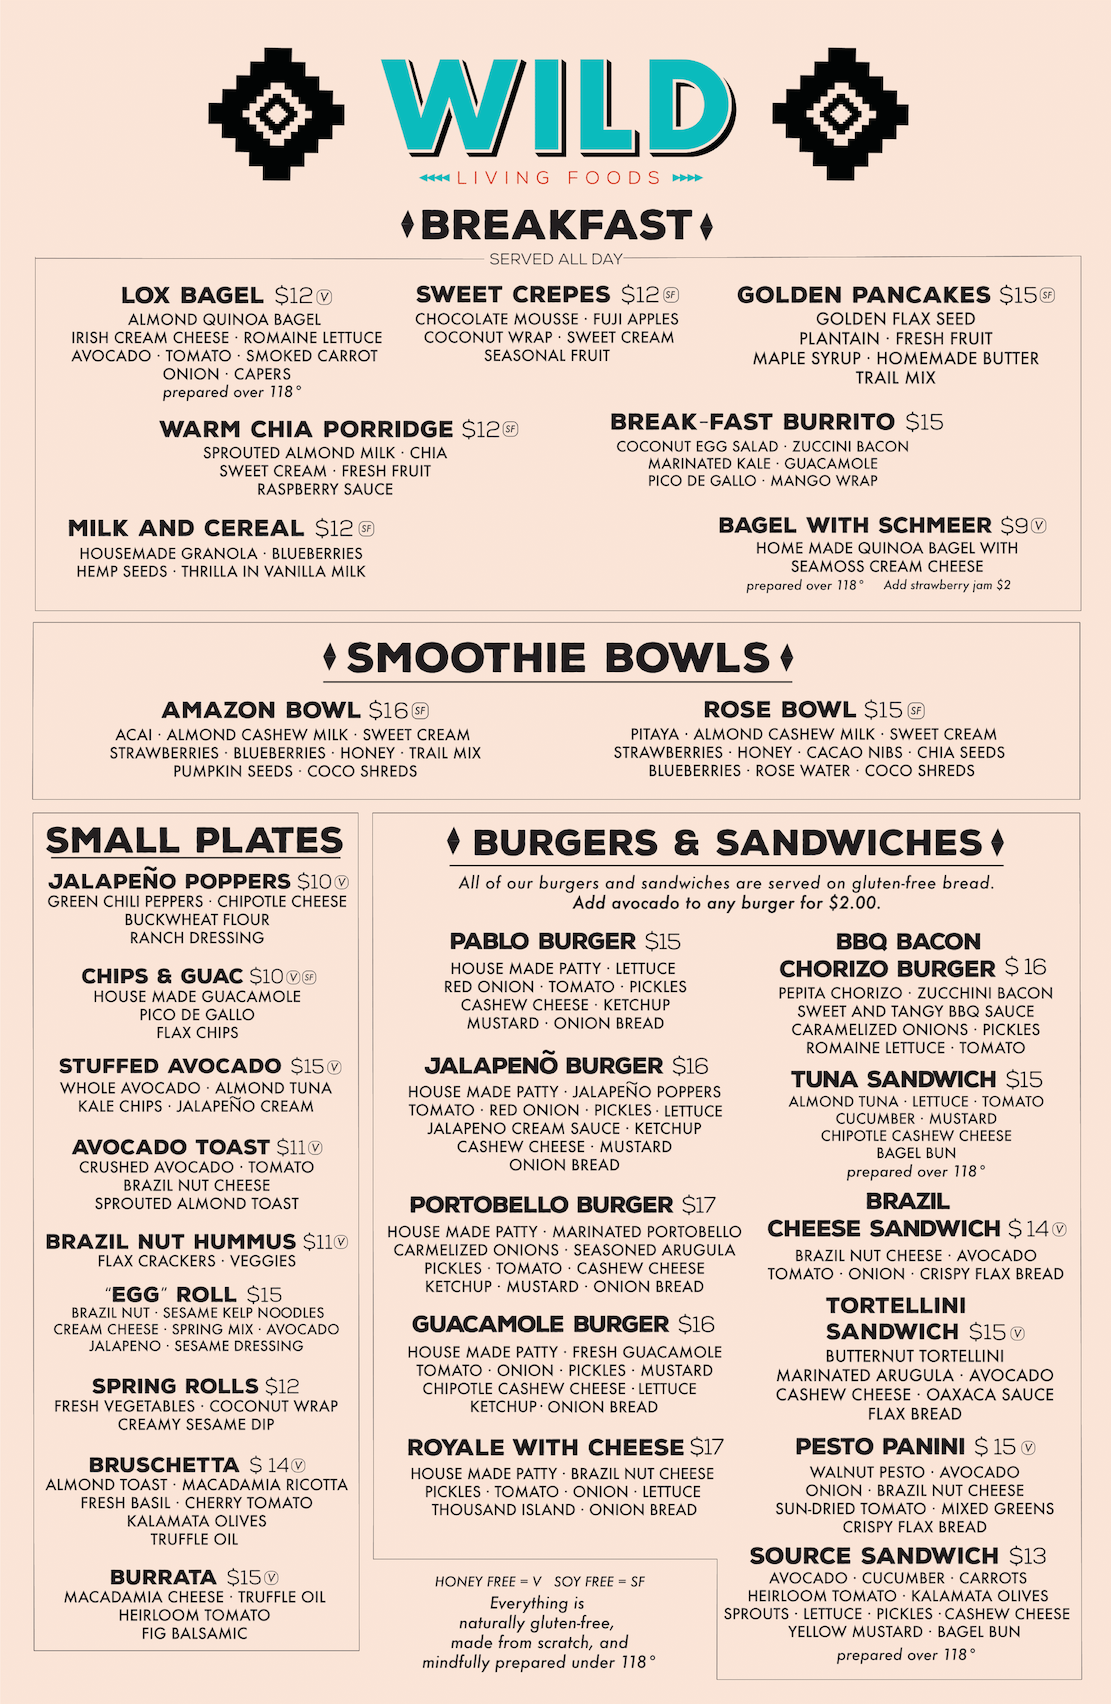 WILD
LIVING FOODS
BREAKFAST
SERVED ALL DAY
LOX BAGEL $12 V
ALMOND QUINOA BAGEL
IRISH CREAM CHEESE · ROMAINE LETTUCE
AVOCADO · TOMATO · SMOKED CARROT
ONION · CAPERS
prepared over 118°
SWEET CREPES $12 SF
CHOCOLATE MOUSSE · FUJI APPLES
COCONUT WRAP · SWEET CREAM
SEASONAL FRUIT
GOLDEN PANCAKES $15 SF
GOLDEN FLAX SEED
PLANTAIN · FRESH FRUIT
MAPLE SYRUP · HOMEMADE BUTTER
TRAIL MIX
WARM CHIA PORRIDGE $12 SF
SPROUTED ALMOND MILK · CHIA
SWEET CREAM · FRESH FRUIT
RASPBERRY SAUCE
BREAK-FAST BURRITO $15
COCONUT EGG SALAD · ZUCCINI BACON
MARINATED KALE · GUACAMOLE
PICO DE GALLO · MANGO WRAP
MILK AND CEREAL $12 SF
HOUSEMADE GRANOLA · BLUEBERRIES
HEMP SEEDS · THRILLA IN VANILLA MILK
BAGEL WITH SCHMEER $9 V
HOME MADE QUINOA BAGEL WITH
SEAMOSS CREAM CHEESE
prepared over 118° Add strawberry jam $2
SMOOTHIE BOWLS
AMAZON BOWL $16 SF
ACAI · ALMOND CASHEW MILK · SWEET CREAM
STRAWBERRIES · BLUEBERRIES · HONEY · TRAIL MIX
PUMPKIN SEEDS · COCO SHREDS
ROSE BOWL $15 SF
PITAYA · ALMOND CASHEW MILK · SWEET CREAM
STRAWBERRIES · HONEY · CACAO NIBS · CHIA SEEDS
BLUEBERRIES · ROSE WATER · COCO SHREDS
SMALL PLATES
JALAPEÑO POPPERS $10 V
GREEN CHILI PEPPERS · CHIPOTLE CHEESE
BUCKWHEAT FLOUR
RANCH DRESSING
CHIPS & GUAC $10 V SF
HOUSE MADE GUACAMOLE
PICO DE GALLO
FLAX CHIPS
STUFFED AVOCADO $15 V
WHOLE AVOCADO · ALMOND TUNA
KALE CHIPS · JALAPEÑO CREAM
AVOCADO TOAST $11 V
CRUSHED AVOCADO · TOMATO
BRAZIL NUT CHEESE
SPROUTED ALMOND TOAST
BRAZIL NUT HUMMUS $11 V
FLAX CRACKERS · VEGGIES
"EGG" ROLL $15
BRAZIL NUT · SESAME KELP NOODLES
CREAM CHEESE · SPRING MIX · AVOCADO
JALAPENO · SESAME DRESSING
SPRING ROLLS $12
FRESH VEGETABLES · COCONUT WRAP
CREAMY SESAME DIP
BRUSCHETTA $ 14 V
ALMOND TOAST · MACADAMIA RICOTTA
FRESH BASIL · CHERRY TOMATO
KALAMATA OLIVES
TRUFFLE OIL
BURRATA $15 V
MACADAMIA CHEESE · TRUFFLE OIL
HEIRLOOM TOMATO
FIG BALSAMIC
BURGERS & SANDWICHES
All of our burgers and sandwiches are served on gluten-free bread.
Add avocado to any burger for $2.00.
PABLO BURGER $15
HOUSE MADE PATTY · LETTUCE
RED ONION · TOMATO · PICKLES
CASHEW CHEESE · KETCHUP
MUSTARD · ONION BREAD
JALAPENÕ BURGER $16
HOUSE MADE PATTY · JALAPEÑO POPPERS
TOMATO · RED ONION · PICKLES · LETTUCE
JALAPENO CREAM SAUCE · KETCHUP
CASHEW CHEESE · MUSTARD
ONION BREAD
PORTOBELLO BURGER $17
HOUSE MADE PATTY · MARINATED PORTOBELLO
CARMELIZED ONIONS · SEASONED ARUGULA
PICKLES · TOMATO · CASHEW CHEESE
KETCHUP · MUSTARD · ONION BREAD
GUACAMOLE BURGER $16
HOUSE MADE PATTY · FRESH GUACAMOLE
TOMATO · ONION · PICKLES · MUSTARD
CHIPOTLE CASHEW CHEESE · LETTUCE
KETCHUP · ONION BREAD
ROYALE WITH CHEESE $17
HOUSE MADE PATTY · BRAZIL NUT CHEESE
PICKLES · TOMATO · ONION · LETTUCE
THOUSAND ISLAND · ONION BREAD
BBQ BACON
CHORIZO BURGER $ 16
PEPITA CHORIZO · ZUCCHINI BACON
SWEET AND TANGY BBQ SAUCE
CARAMELIZED ONIONS · PICKLES
ROMAINE LETTUCE · TOMATO
TUNA SANDWICH $15
ALMOND TUNA · LETTUCE · TOMATO
CUCUMBER · MUSTARD
CHIPOTLE CASHEW CHEESE
BAGEL BUN
prepared over 118°
BRAZIL
CHEESE SANDWICH $ 14 V
BRAZIL NUT CHEESE · AVOCADO
TOMATO · ONION · CRISPY FLAX BREAD
TORTELLINI
SANDWICH $15 V
BUTTERNUT TORTELLINI
MARINATED ARUGULA · AVOCADO
CASHEW CHEESE · OAXACA SAUCE
FLAX BREAD
PESTO PANINI $ 15 V
WALNUT PESTO · AVOCADO
ONION · BRAZIL NUT CHEESE
SUN-DRIED TOMATO · MIXED GREENS
CRISPY FLAX BREAD
SOURCE SANDWICH $13
AVOCADO · CUCUMBER · CARROTS
HEIRLOOM TOMATO · KALAMATA OLIVES
SPROUTS · LETTUCE · PICKLES · CASHEW CHEESE
YELLOW MUSTARD · BAGEL BUN
prepared over 118°
HONEY FREE = V SOY FREE = SF
Everything is
naturally gluten-free,
made from scratch, and
mindfully prepared under 118°